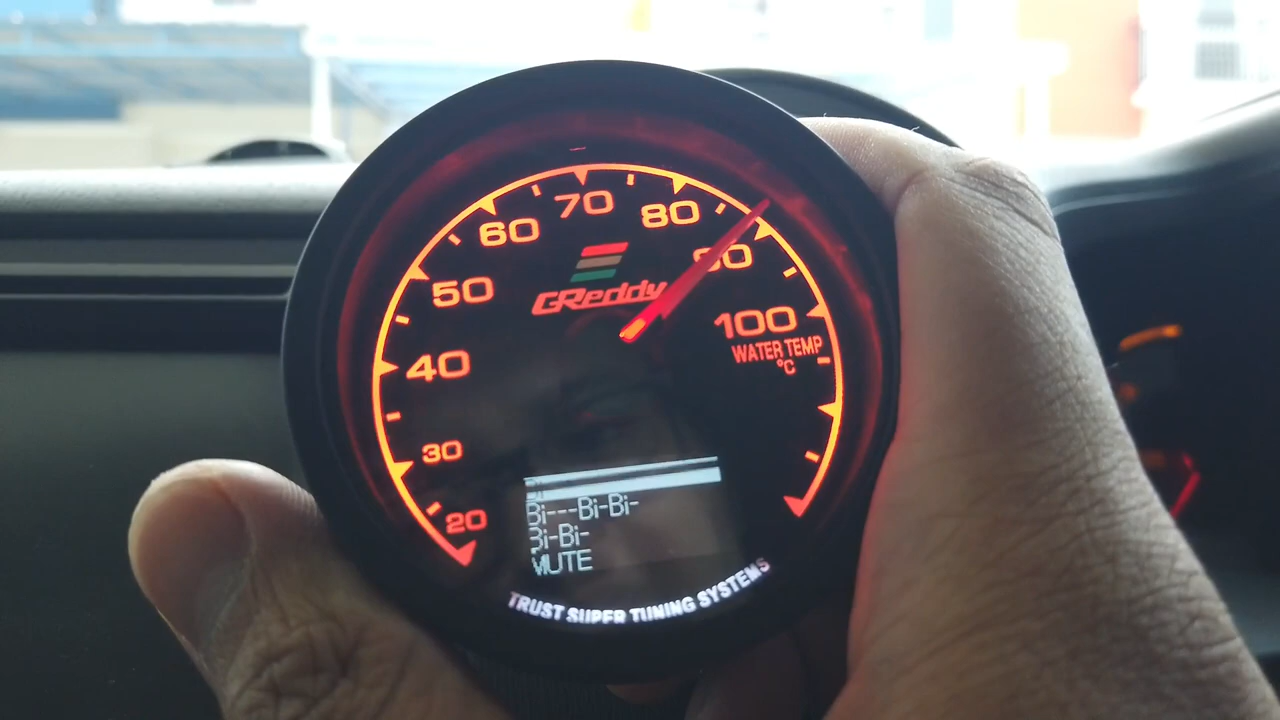 70
60
80
50
90
GReddy
100
40
WATER TEMP
°C
30
20
Bi---Bi-Bi-
Bi-Bi-
MUTE
TRUST SUPER TUNING SYSTEMS